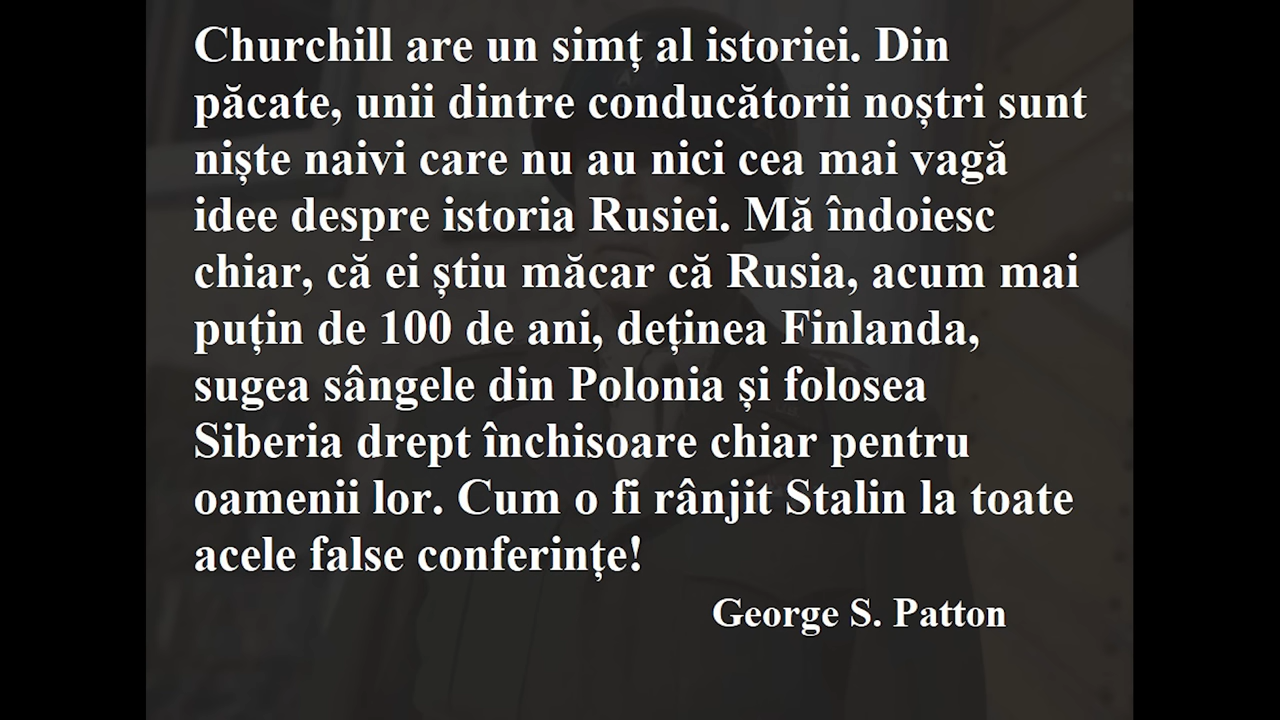 Churchill are un simț al istoriei. Din
păcate, unii dintre conducătorii noștri sunt
niște naivi care nu au nici cea mai vagă
idee despre istoria Rusiei. Mă îndoiesc
chiar, că ei știu măcar că Rusia, acum mai
puțin de 100 de ani, deținea Finlanda,
sugea sângele din Polonia și folosea
Siberia drept închisoare chiar pentru
oamenii lor. Cum o fi rânjit Stalin la toate
acele false conferințe!
George S. Patton